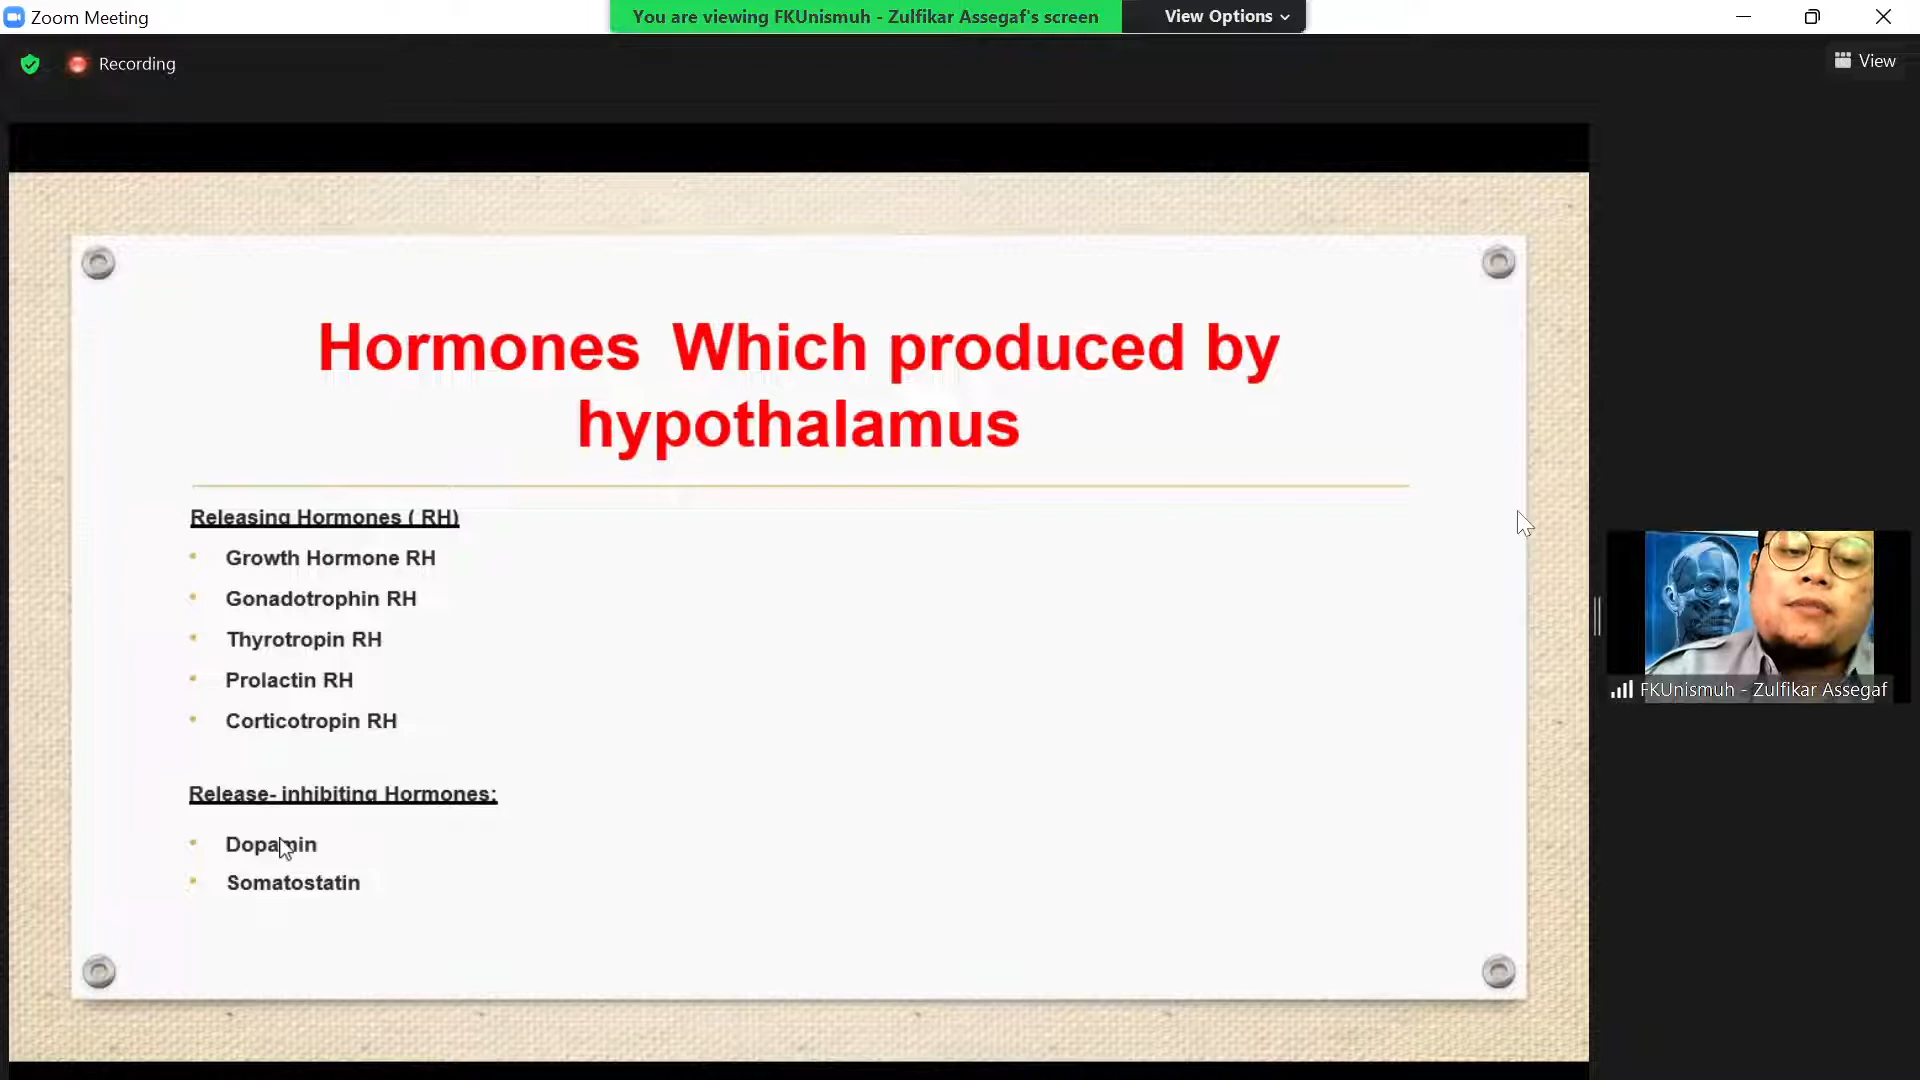 Zoom Meeting
You are viewing FKUnismuh - Zulfikar Assegaf's screen
View Options
Recording
View
Hormones Which produced by
hypothalamus
Releasing Hormones ( RH)
• Growth Hormone RH
• Gonadotrophin RH
• Thyrotropin RH
• Prolactin RH
• Corticotropin RH
Release- inhibiting Hormones:
• Dopamin
• Somatostatin
FKUnismuh - Zulfikar Assegaf